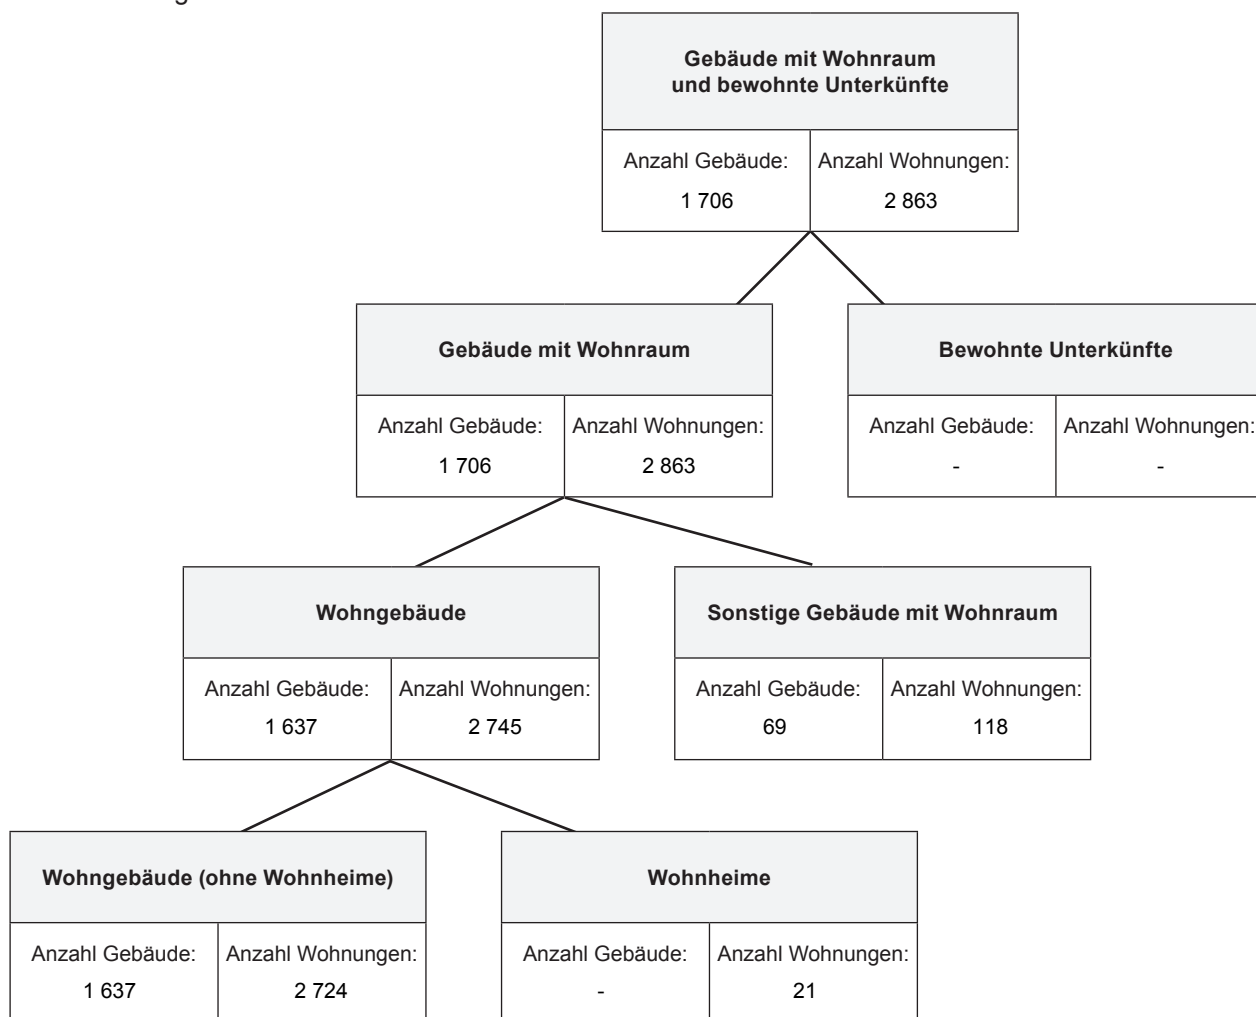 Gebäude mit Wohnraum
und bewohnte Unterkünfte
Anzahl Gebäude: Anzahl Wohnungen:
1 706 2 863
Gebäude mit Wohnraum Bewohnte Unterkünfte
Anzahl Gebäude: Anzahl Wohnungen: Anzahl Gebäude: Anzahl Wohnungen:
1 706 2 863 - -
Wohngebäude Sonstige Gebäude mit Wohnraum
Anzahl Gebäude: Anzahl Wohnungen: Anzahl Gebäude: Anzahl Wohnungen:
1 637 2 745 69 118
Wohngebäude (ohne Wohnheime) Wohnheime
Anzahl Gebäude: Anzahl Wohnungen: Anzahl Gebäude: Anzahl Wohnungen:
1 637 2 724 - 21